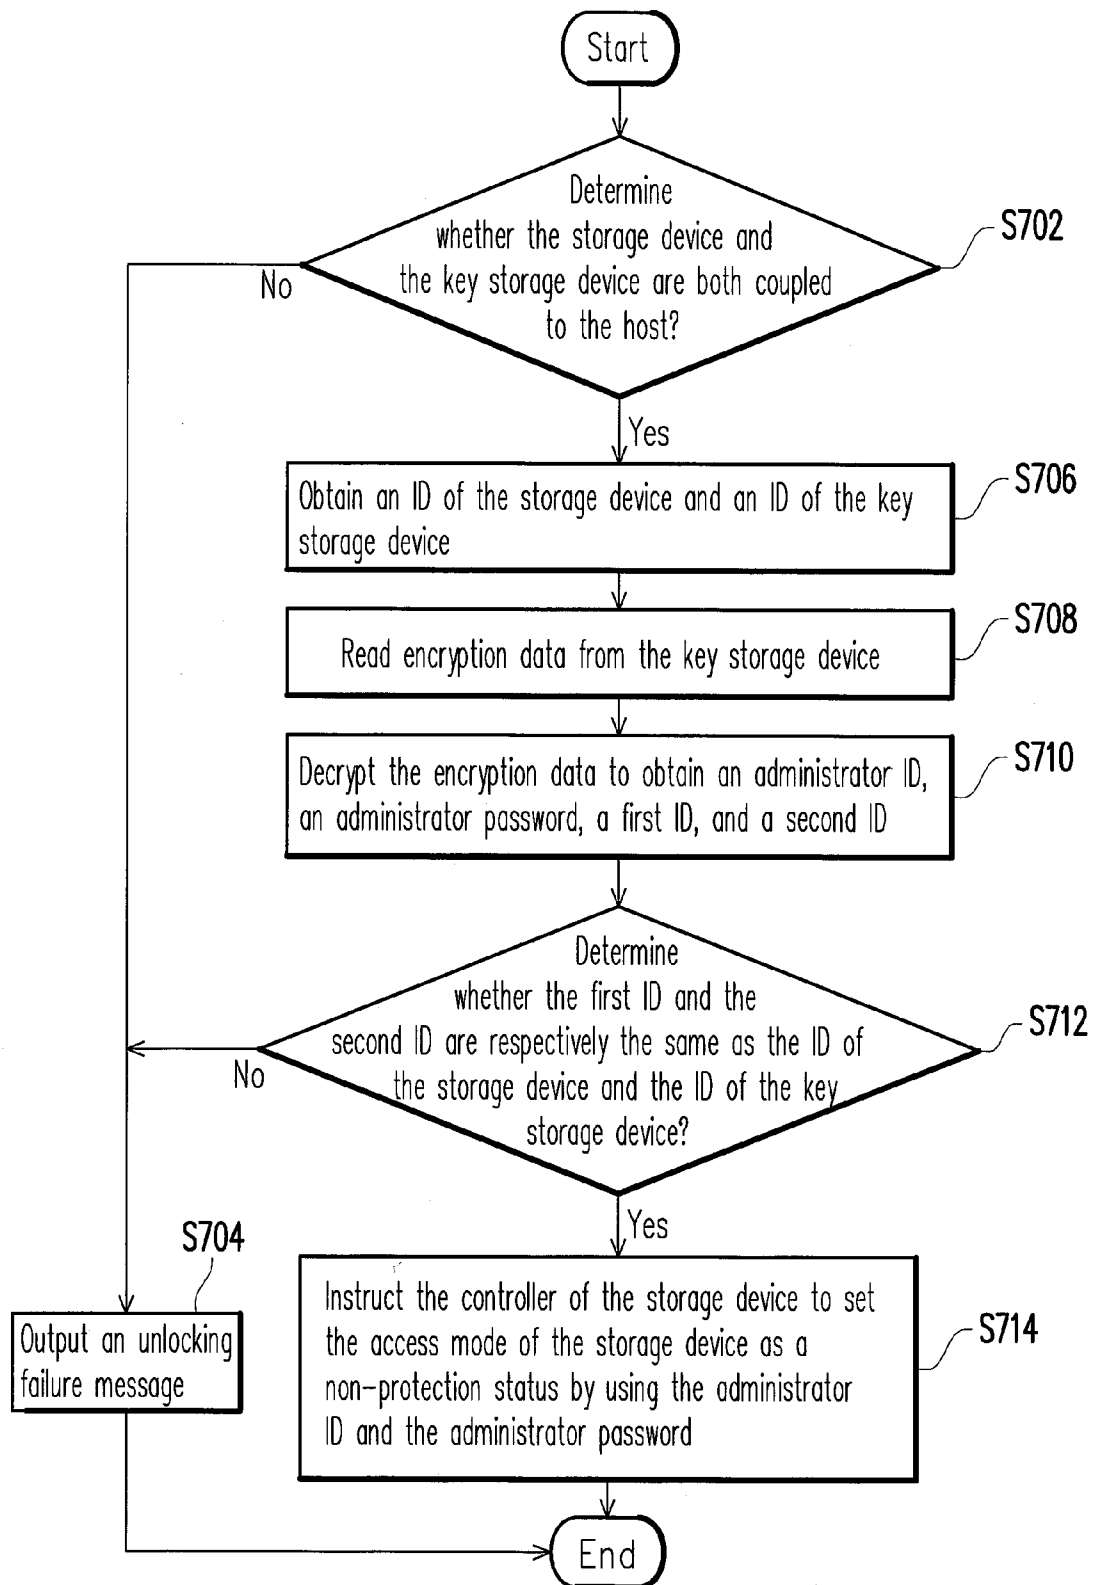 Start
Determine
whether the storage device and
the key storage device are both coupled
to the host?
S702
No
Yes
Obtain an ID of the storage device and an ID of the key
storage device
S706
Read encryption data from the key storage device
S708
Decrypt the encryption data to obtain an administrator ID,
an administrator password, a first ID, and a second ID
S710
Determine
whether the first ID and the
second ID are respectively the same as the ID of
the storage device and the ID of the key
storage device?
S712
No
Yes
S704
Output an unlocking
failure message
Instruct the controller of the storage device to set
the access mode of the storage device as a
non-protection status by using the administrator
ID and the administrator password
S714
End